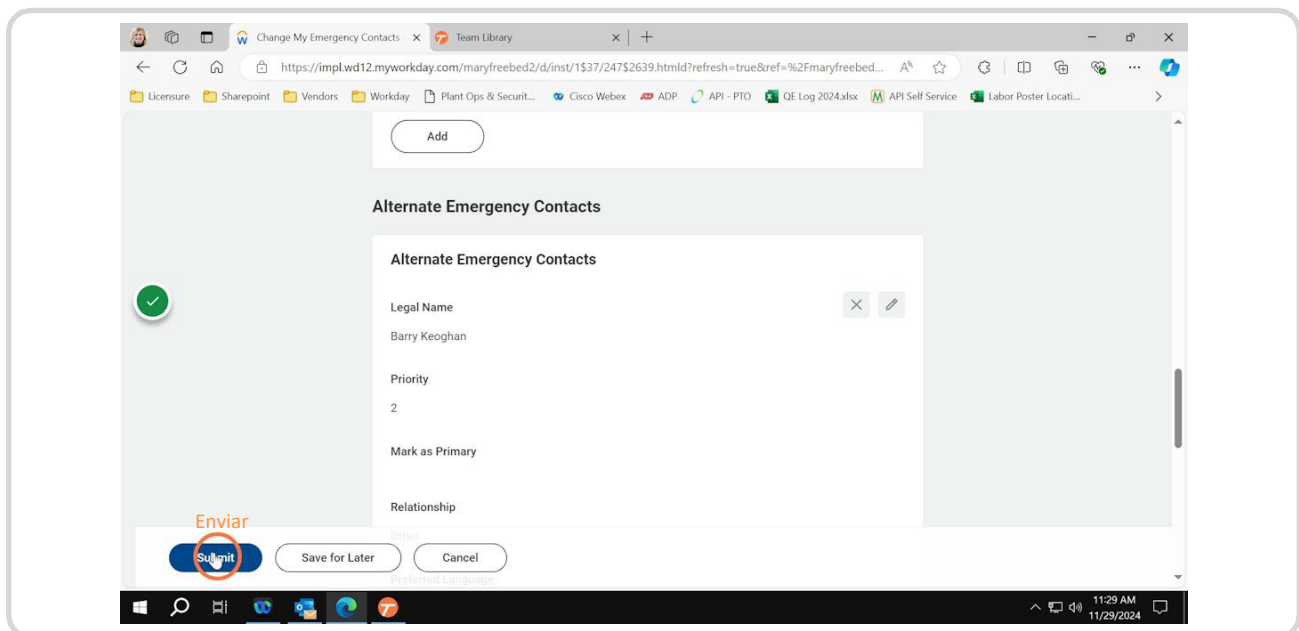 Change My Emergency Contacts
Team Library
https://impl.wd12.myworkday.com/maryfreebed2/d/inst/1$37/247$2639.htmld?refresh=true&ref=%2Fmaryfreebed...
Licensure Sharepoint Vendors Workday Plant Ops & Securit... Cisco Webex ADP API - PTO QE Log 2024.xlsx API Self Service Labor Poster Locati...
Add
Alternate Emergency Contacts
Alternate Emergency Contacts
Legal Name
Barry Keoghan
Priority
2
Mark as Primary
Relationship
Enviar
Other
Submit Save for Later Cancel
Preferred Language
11:29 AM
11/29/2024